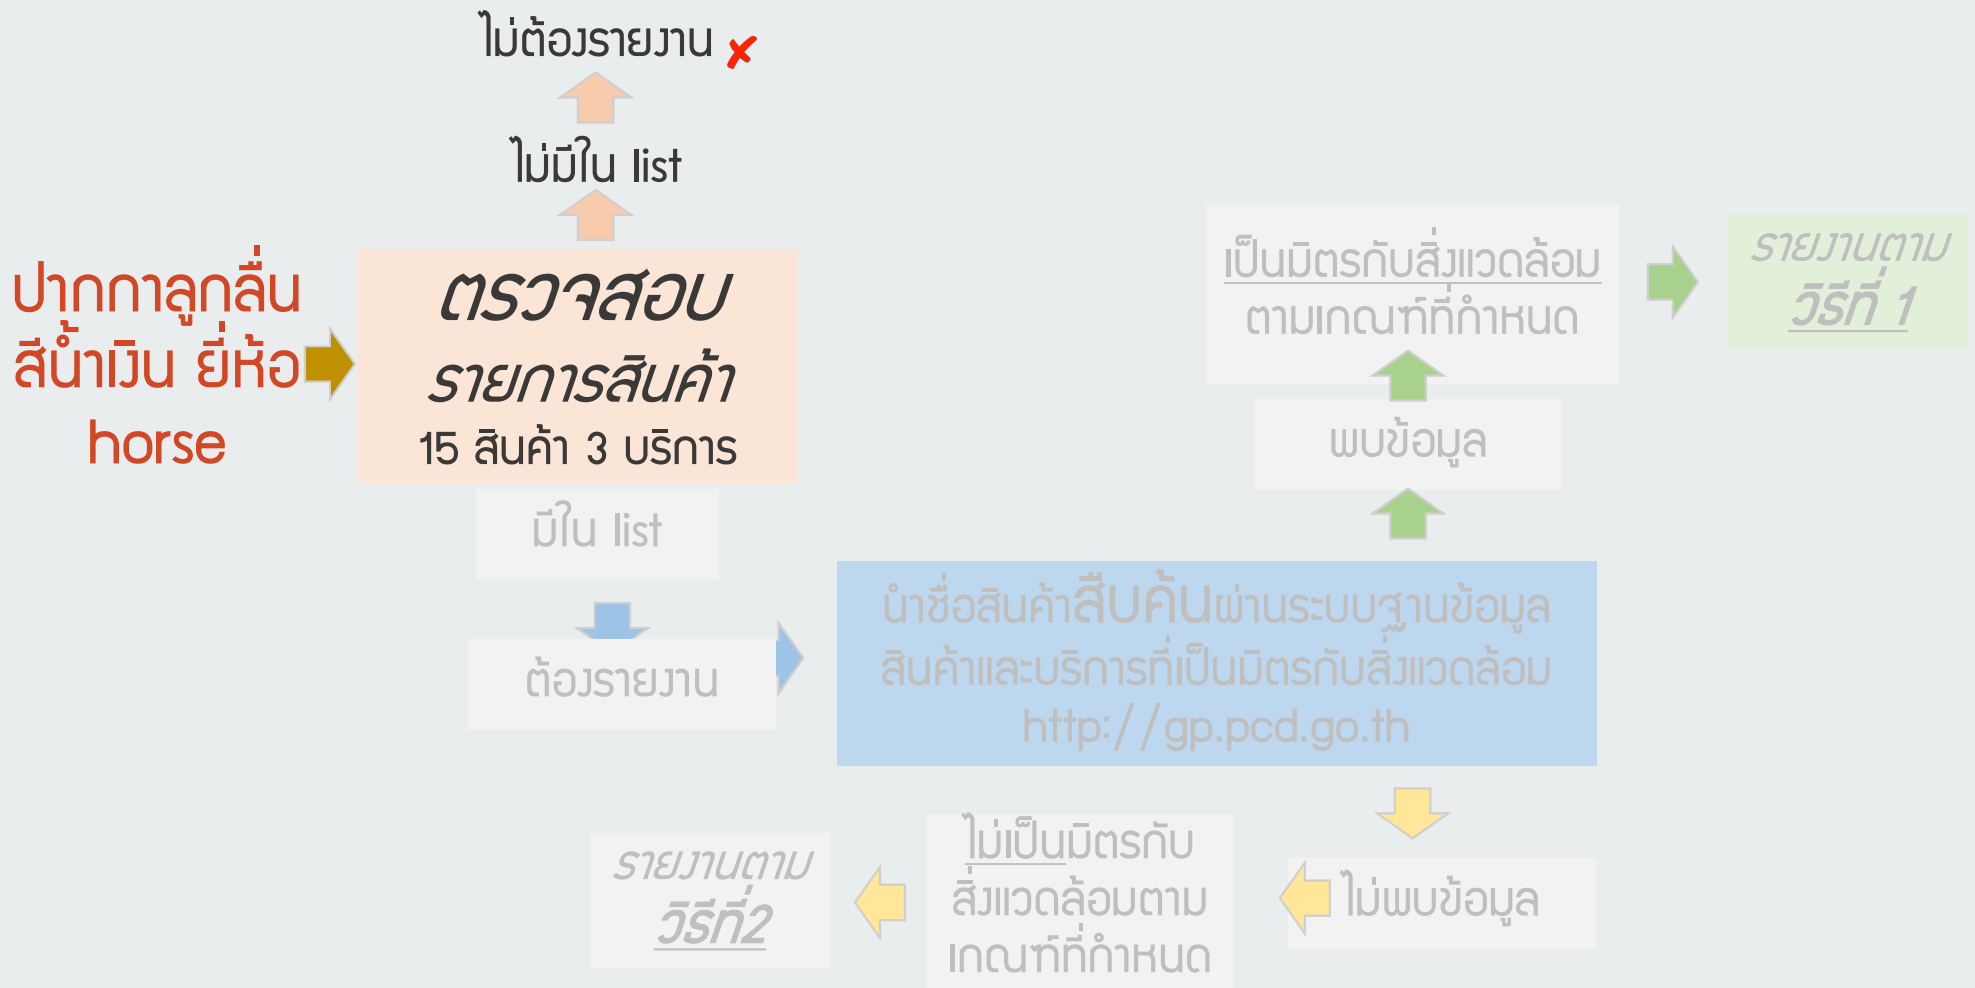 ไม่ต้องรายงาน
ไม่มีใน list
ปากกาลูกลื่น
สีน้ำเงิน ยี่ห้อ
horse
ตรวจสอบ
รายการสินค้า
15 สินค้า 3 บริการ
มีใน list
ต้องรายงาน
นำชื่อสินค้าสืบค้นผ่านระบบฐานข้อมูล
สินค้าและบริการที่เป็นมิตรกับสิ่งแวดล้อม
http://gp.pcd.go.th
พบข้อมูล
เป็นมิตรกับสิ่งแวดล้อม
ตามเกณฑ์ที่กำหนด
รายงานตาม
วิธีที่ 1
ไม่พบข้อมูล
ไม่เป็นมิตรกับ
สิ่งแวดล้อมตาม
เกณฑ์ที่กำหนด
รายงานตาม
วิธีที่2